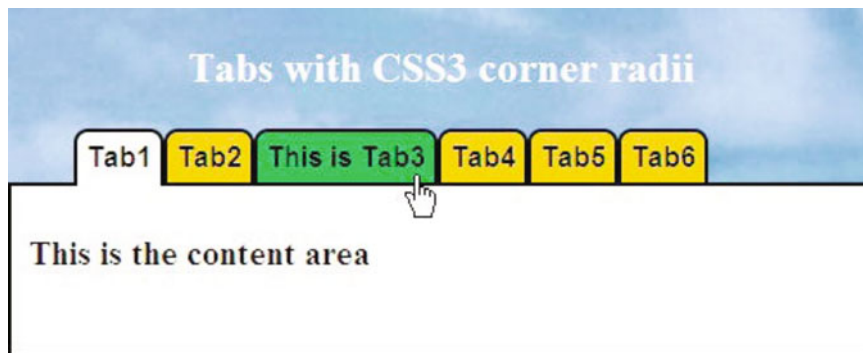 Tabs with CSS3 corner radii
Tab1 Tab2 This is Tab3 Tab4 Tab5 Tab6
This is the content area